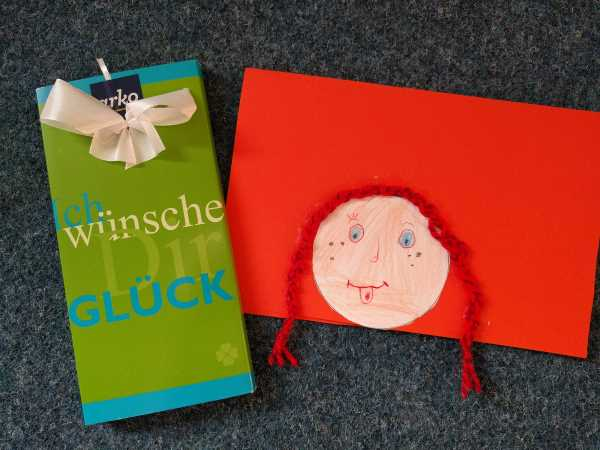 arko
Ich
wünsche
Dir
GLÜCK